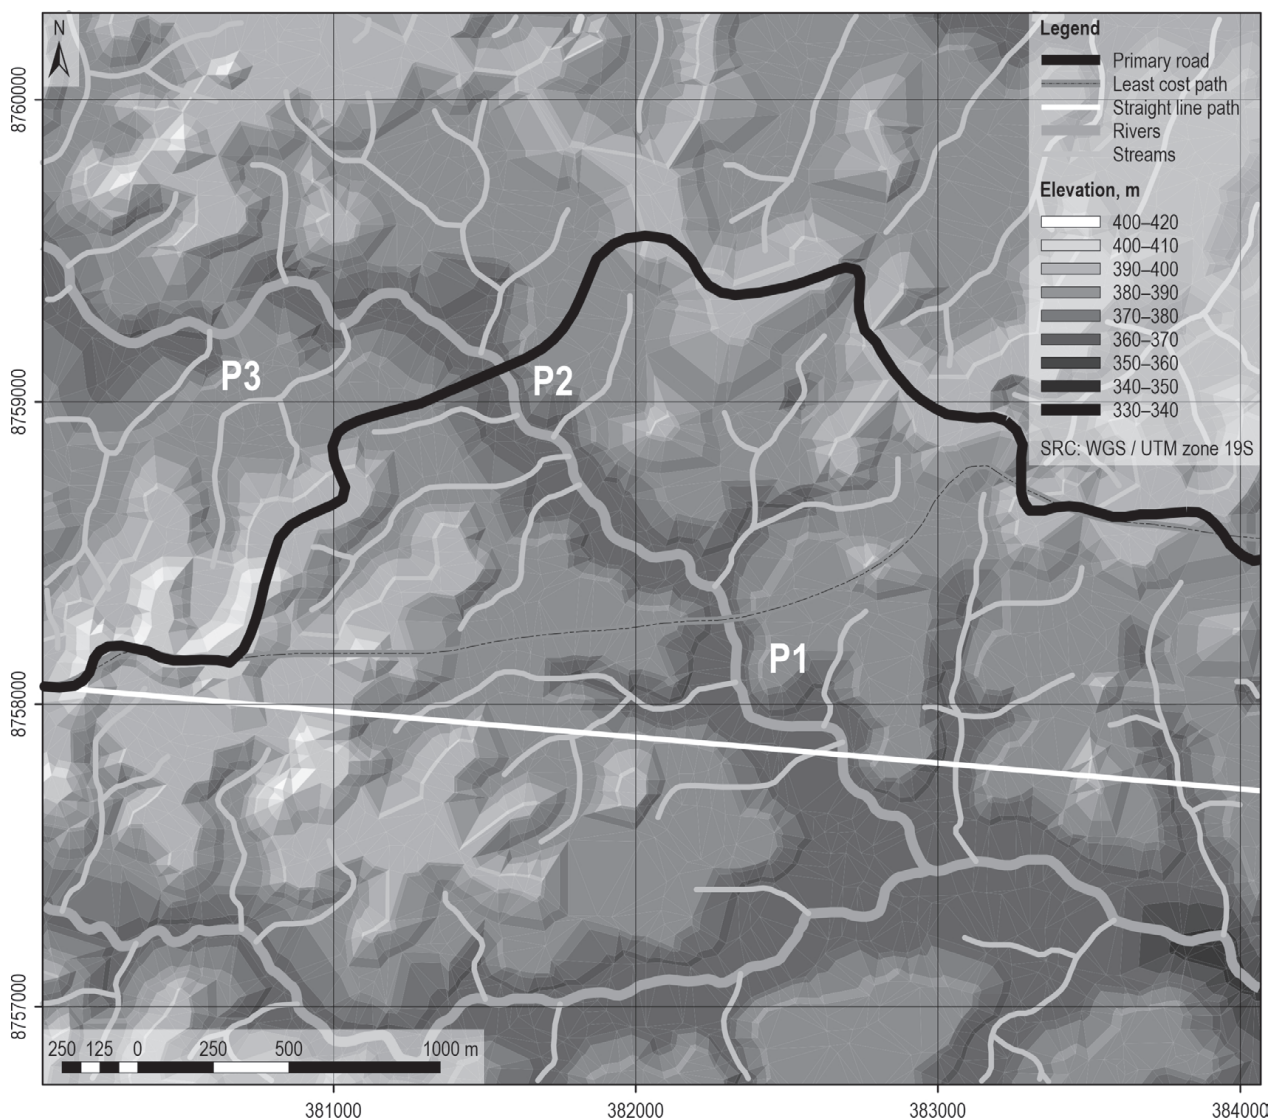 N
Legend
Primary road
Least cost path
Straight line path
Rivers
Streams
Elevation, m
400–420
400–410
390–400
380–390
370–380
360–370
350–360
340–350
330–340
SRC: WGS / UTM zone 19S
8760000
8759000
8758000
8757000
P3
P2
P1
250 125 0 250 500 1000 m
381000 382000 383000 384000